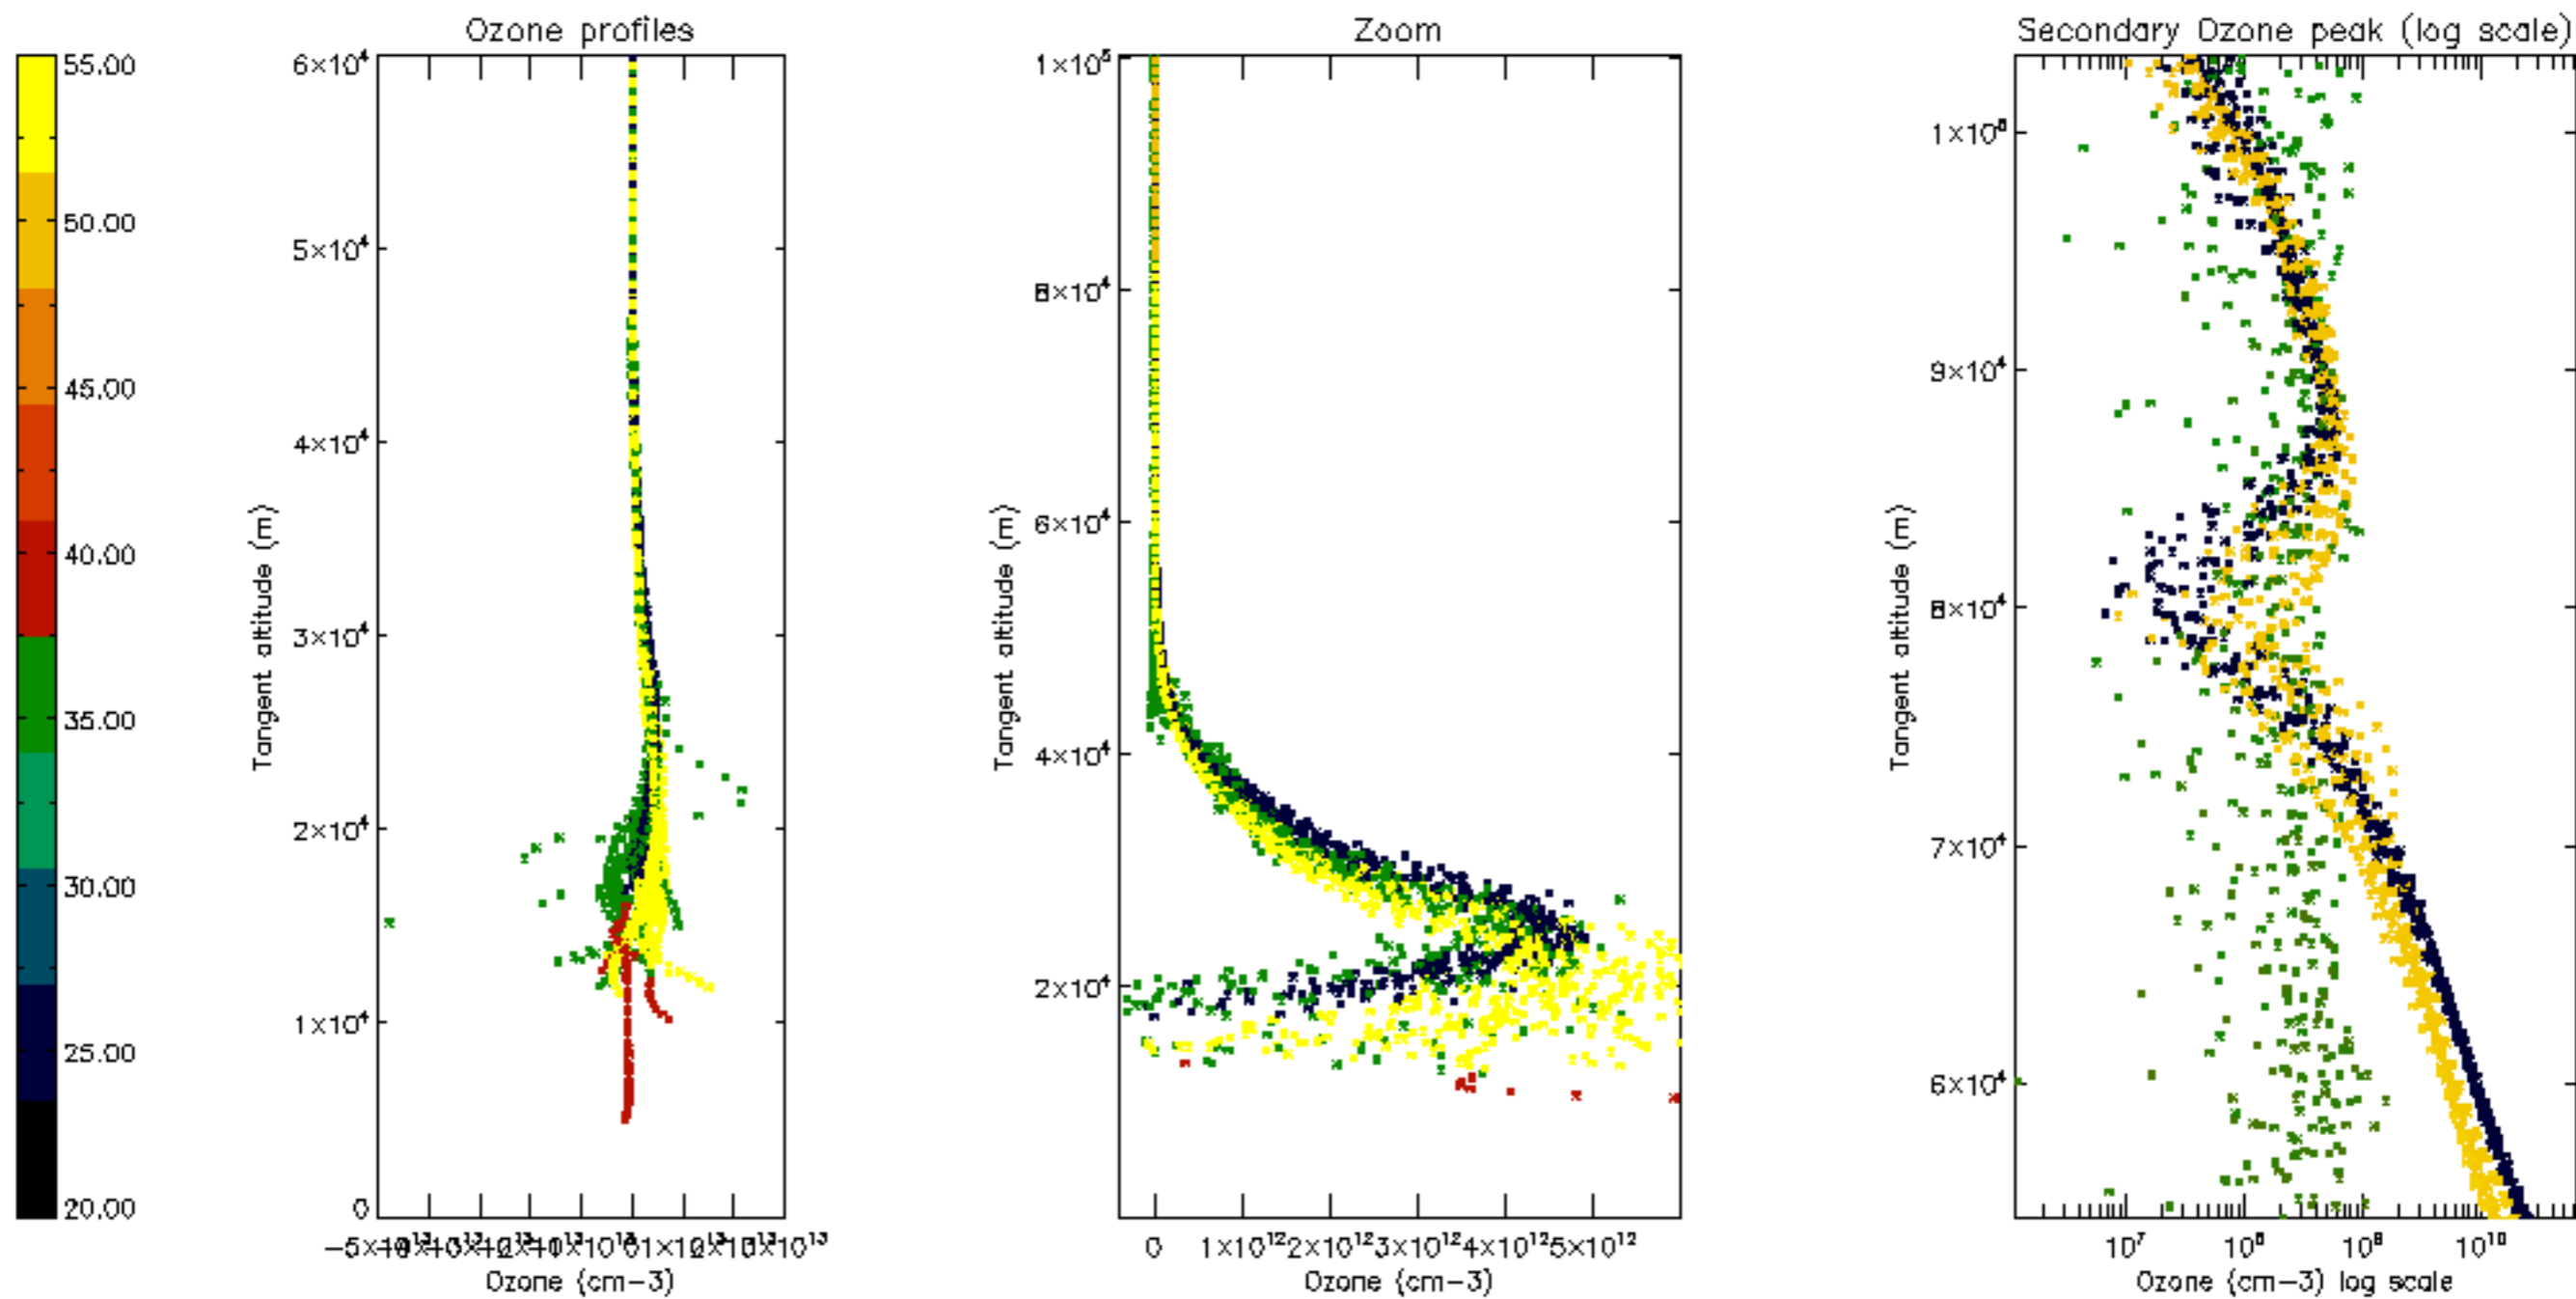 Ozone profiles
Zoom
Secondary Ozone peak (log scale)
55.00
50.00
45.00
40.00
35.00
30.00
25.00
20.00
6×10⁴
5×10⁴
4×10⁴
3×10⁴
2×10⁴
1×10⁴
0
Tangent altitude (m)
Ozone (cm-3)
1×10⁵
8×10⁴
6×10⁴
4×10⁴
2×10⁴
Tangent altitude (m)
0 1×10¹² 2×10¹² 3×10¹² 4×10¹² 5×10¹²
Ozone (cm-3)
9×10⁴
8×10⁴
7×10⁴
6×10⁴
Tangent altitude (m)
10⁷ 10⁸ 10⁹ 10¹⁰
Ozone (cm-3) log scale